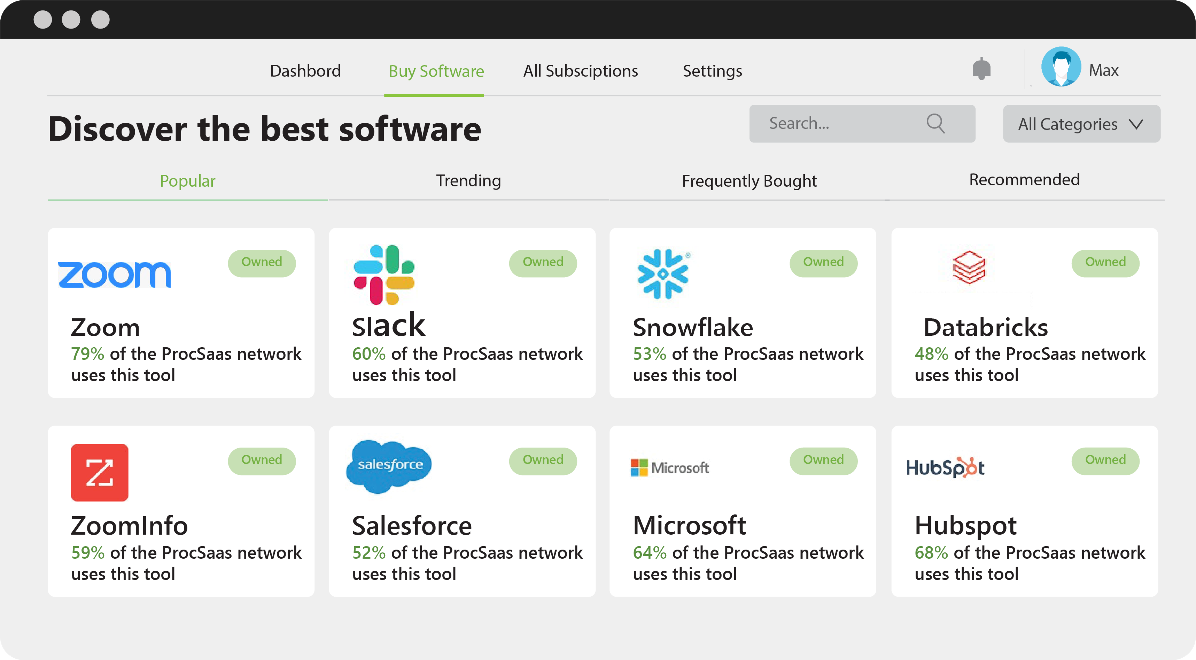 Dashbord Buy Software All Subsciptions Settings Max
Discover the best software Search... All Categories
Popular Trending Frequently Bought Recommended
zoom Owned
Zoom
79% of the ProcSaas network
uses this tool
Owned
Slack
60% of the ProcSaas network
uses this tool
Owned
Snowflake
53% of the ProcSaas network
uses this tool
Owned
Databricks
48% of the ProcSaas network
uses this tool
Owned
ZoomInfo
59% of the ProcSaas network
uses this tool
salesforce Owned
Salesforce
52% of the ProcSaas network
uses this tool
Microsoft Owned
Microsoft
64% of the ProcSaas network
uses this tool
HubSpot Owned
Hubspot
68% of the ProcSaas network
uses this tool